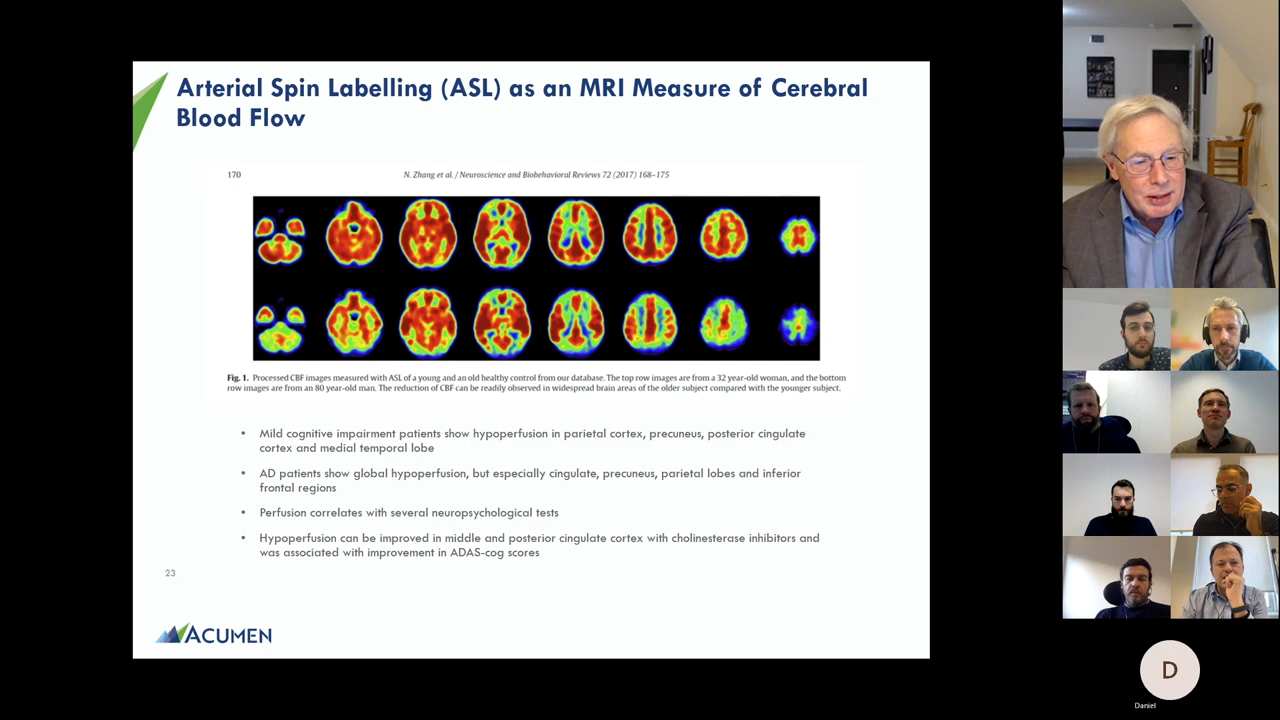 Arterial Spin Labelling (ASL) as an MRI Measure of Cerebral
Blood Flow
170
N. Zhang et al. / Neuroscience and Biobehavioral Reviews 72 (2017) 168–175
Fig. 1. Processed CBF images measured with ASL of a young and an old healthy control from our database. The top row images are from a 32 year-old woman, and the bottom
row images are from an 80 year-old man. The reduction of CBF can be readily observed in widespread brain areas of the older subject compared with the younger subject.
• Mild cognitive impairment patients show hypoperfusion in parietal cortex, precuneus, posterior cingulate
cortex and medial temporal lobe
• AD patients show global hypoperfusion, but especially cingulate, precuneus, parietal lobes and inferior
frontal regions
• Perfusion correlates with several neuropsychological tests
• Hypoperfusion can be improved in middle and posterior cingulate cortex with cholinesterase inhibitors and
was associated with improvement in ADAS-cog scores
23
ACUMEN
D
Daniel